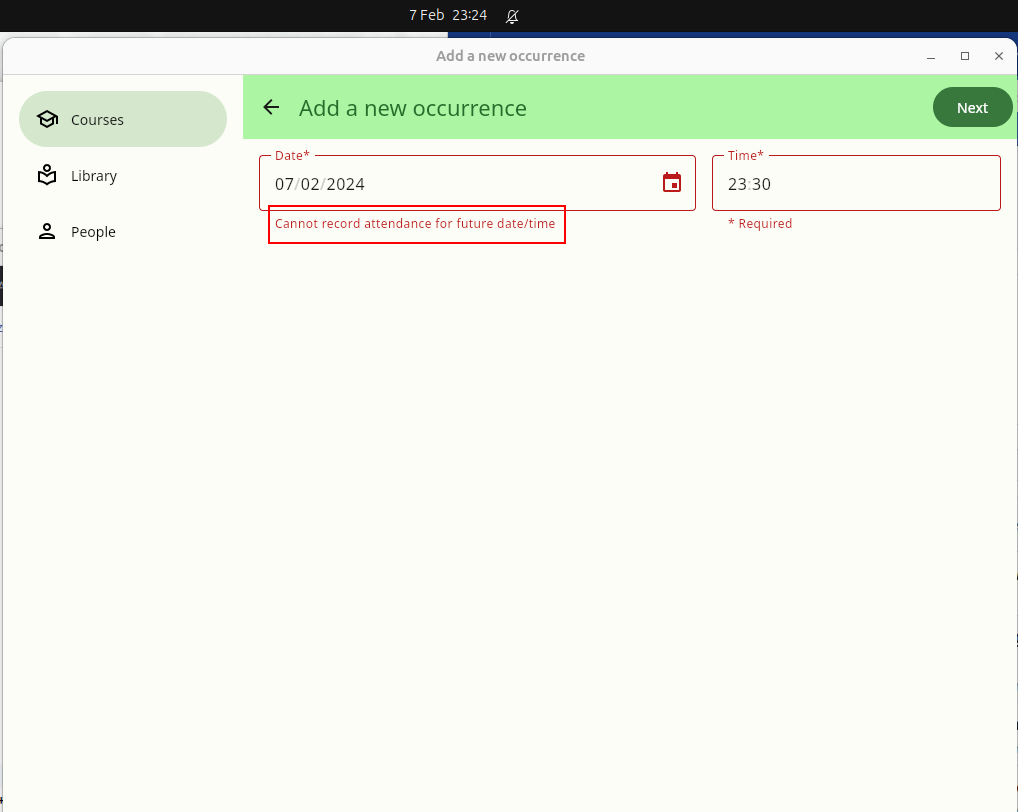 7 Feb 23:24
Add a new occurrence
Courses
Library
People
Add a new occurrence
Next
Date*
07/02/2024
Cannot record attendance for future date/time
Time*
23:30
* Required